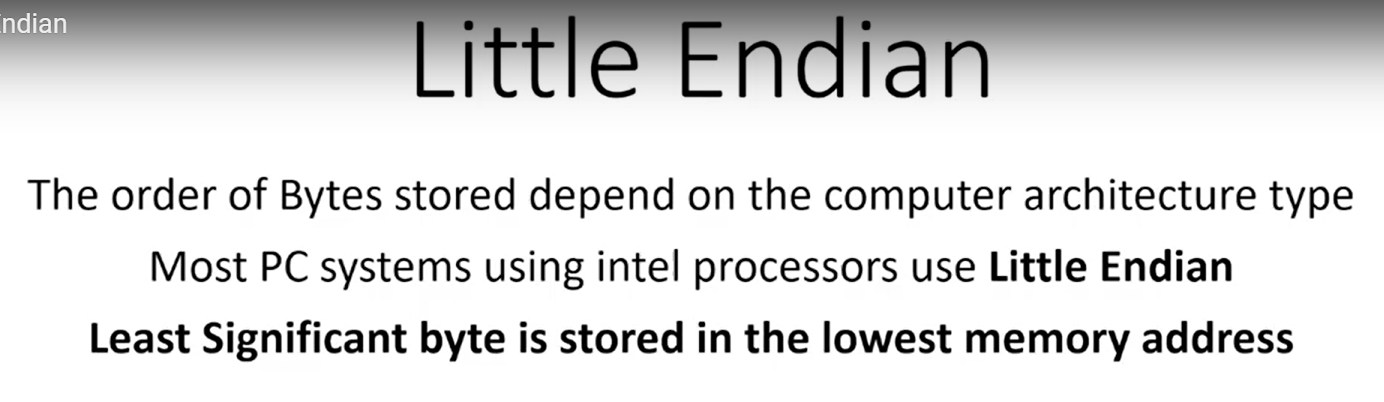 Endian
Little Endian
The order of Bytes stored depend on the computer architecture type
Most PC systems using intel processors use Little Endian
Least Significant byte is stored in the lowest memory address